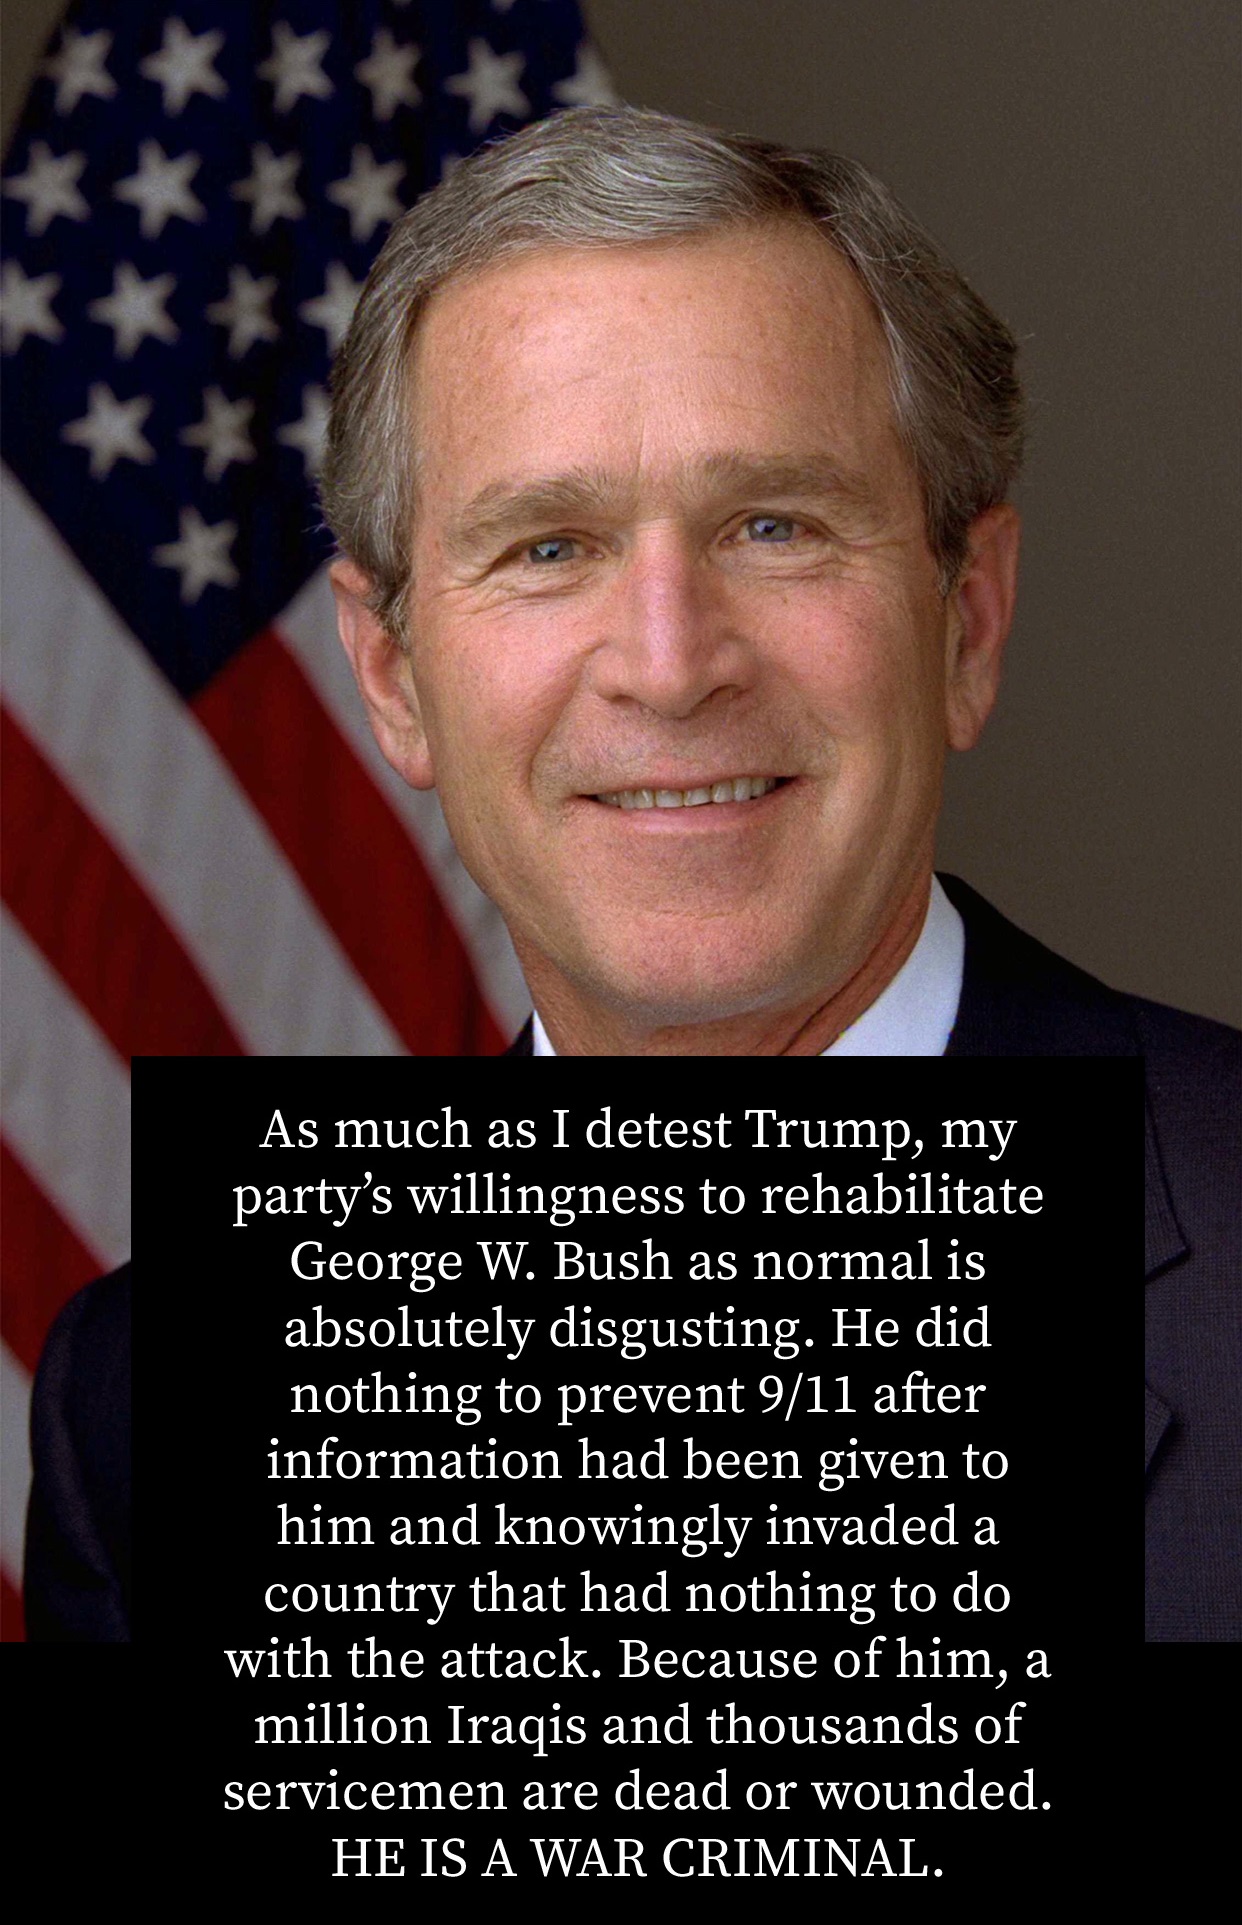 As much as I detest Trump, my
party’s willingness to rehabilitate
George W. Bush as normal is
absolutely disgusting. He did
nothing to prevent 9/11 after
information had been given to
him and knowingly invaded a
country that had nothing to do
with the attack. Because of him, a
million Iraqis and thousands of
servicemen are dead or wounded.
HE IS A WAR CRIMINAL.